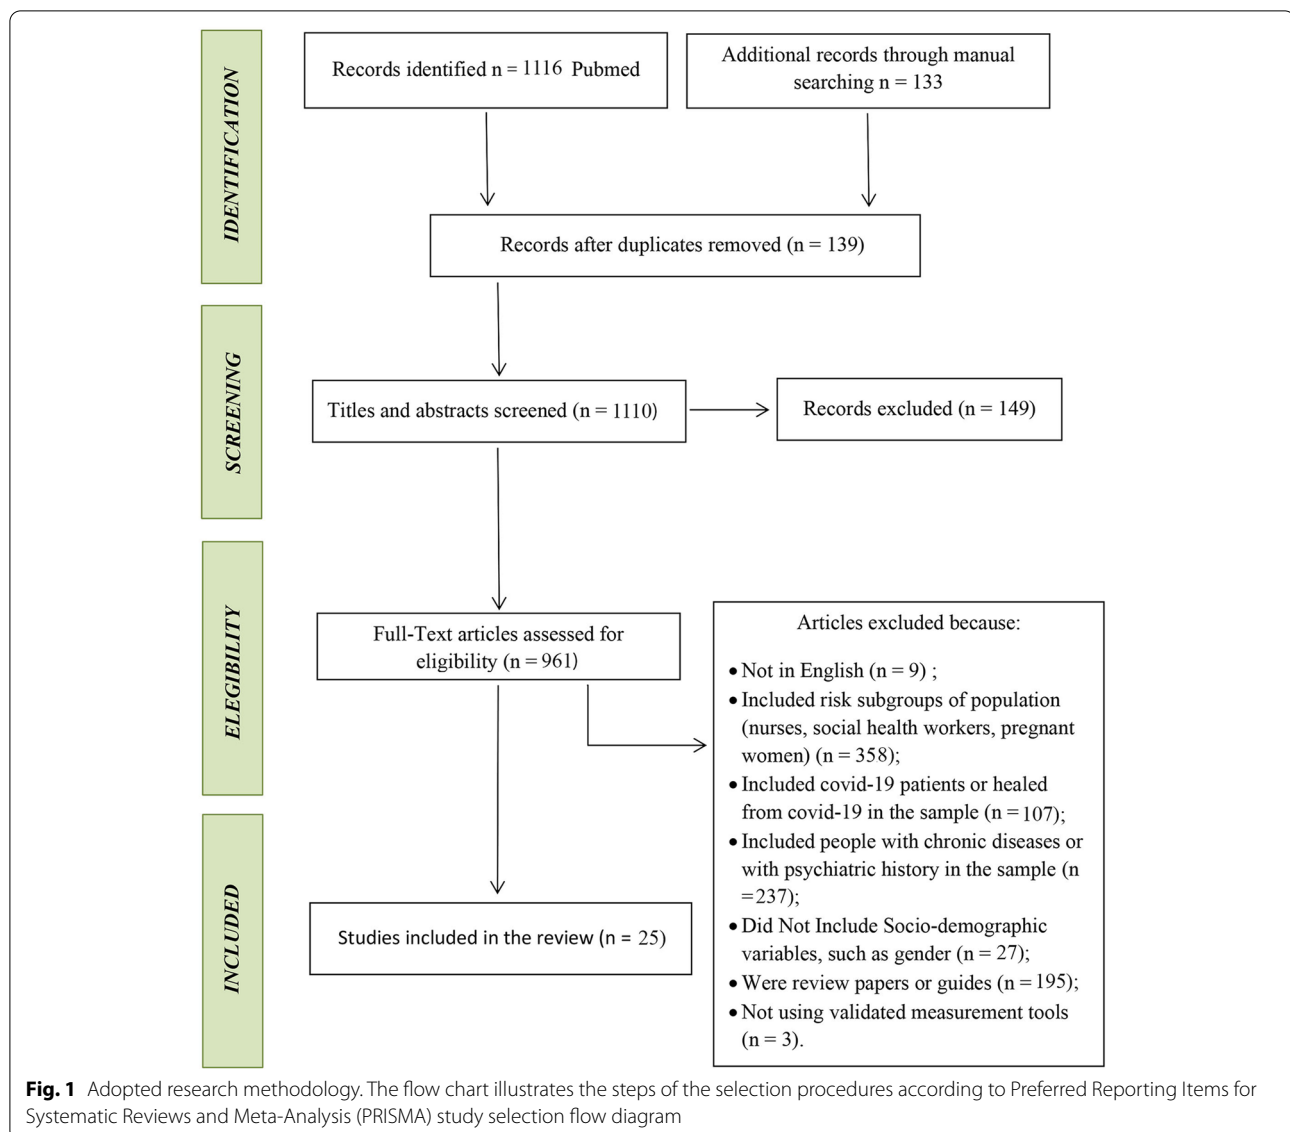 IDENTIFICATION
Records identified n = 1116 Pubmed
Additional records through manual
searching n = 133
Records after duplicates removed (n = 139)
SCREENING
Titles and abstracts screened (n = 1110)
Records excluded (n = 149)
ELEGIBILITY
Full-Text articles assessed for
eligibility (n = 961)
Articles excluded because:
• Not in English (n = 9) ;
• Included risk subgroups of population
(nurses, social health workers, pregnant
women) (n = 358);
• Included covid-19 patients or healed
from covid-19 in the sample (n = 107);
• Included people with chronic diseases or
with psychiatric history in the sample (n
=237);
• Did Not Include Socio-demographic
variables, such as gender (n = 27);
• Were review papers or guides (n = 195);
• Not using validated measurement tools
(n = 3).
INCLUDED
Studies included in the review (n = 25)
Fig. 1 Adopted research methodology. The flow chart illustrates the steps of the selection procedures according to Preferred Reporting Items for
Systematic Reviews and Meta-Analysis (PRISMA) study selection flow diagram